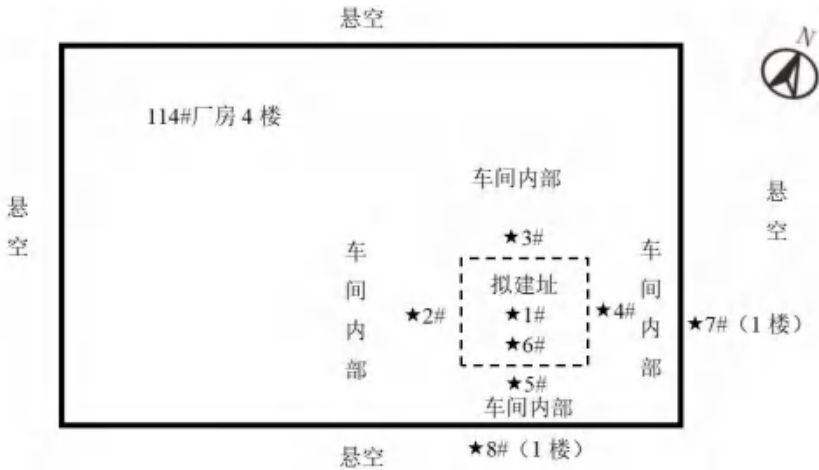 悬空
N
114#厂房 4 楼
车间内部
悬空
悬空
★3#
车间内部
车间内部
拟建址
★2#
★1#
★4#
★7#（1 楼）
★6#
★5#
车间内部
悬空
★8#（1 楼）